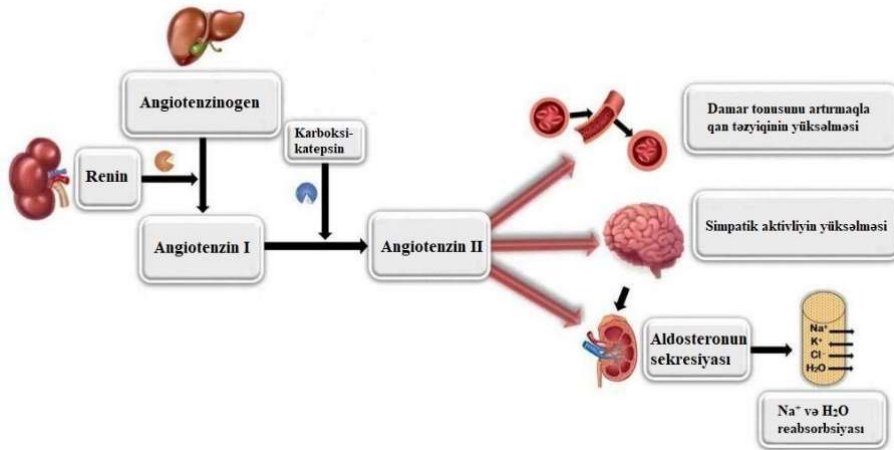 Angiotenzinogen
Karboksi-
katepsin
Renin
Angiotenzin I
Angiotenzin II
Damar tonusunu artırmaqla
qan təzyiqinin yüksəlməsi
Simpatik aktivliyin yüksəlməsi
Aldosteronun
sekresiyası
Na⁺
K⁺
Cl⁻
H₂O
Na⁺ və H₂O
reabsorbsiyası